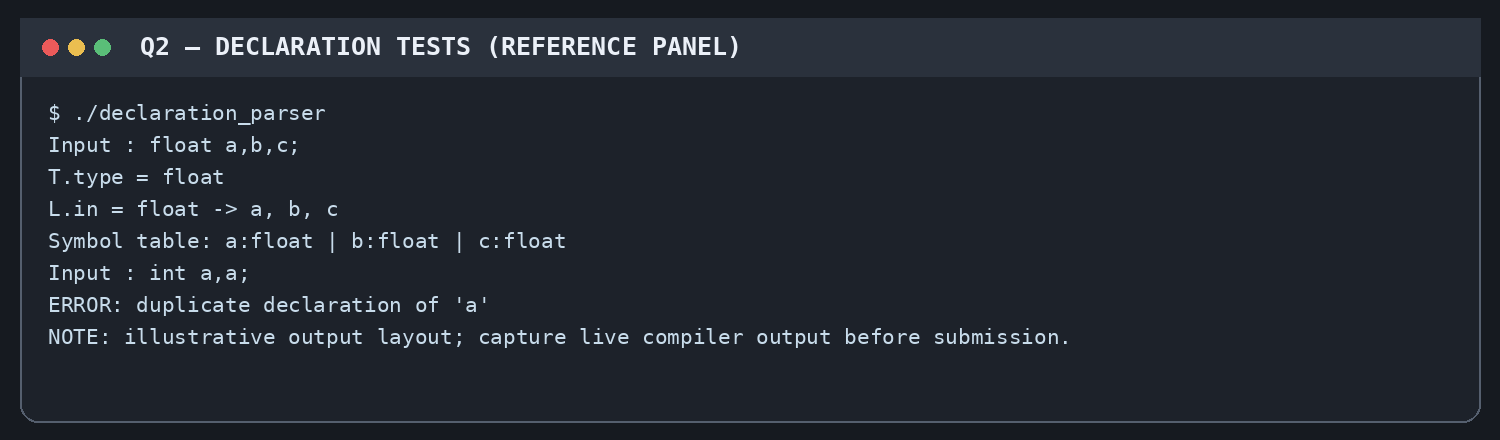 Q2 — DECLARATION TESTS (REFERENCE PANEL)
$ ./declaration_parser
Input : float a,b,c;
T.type = float
L.in = float -> a, b, c
Symbol table: a:float | b:float | c:float
Input : int a,a;
ERROR: duplicate declaration of 'a'
NOTE: illustrative output layout; capture live compiler output before submission.